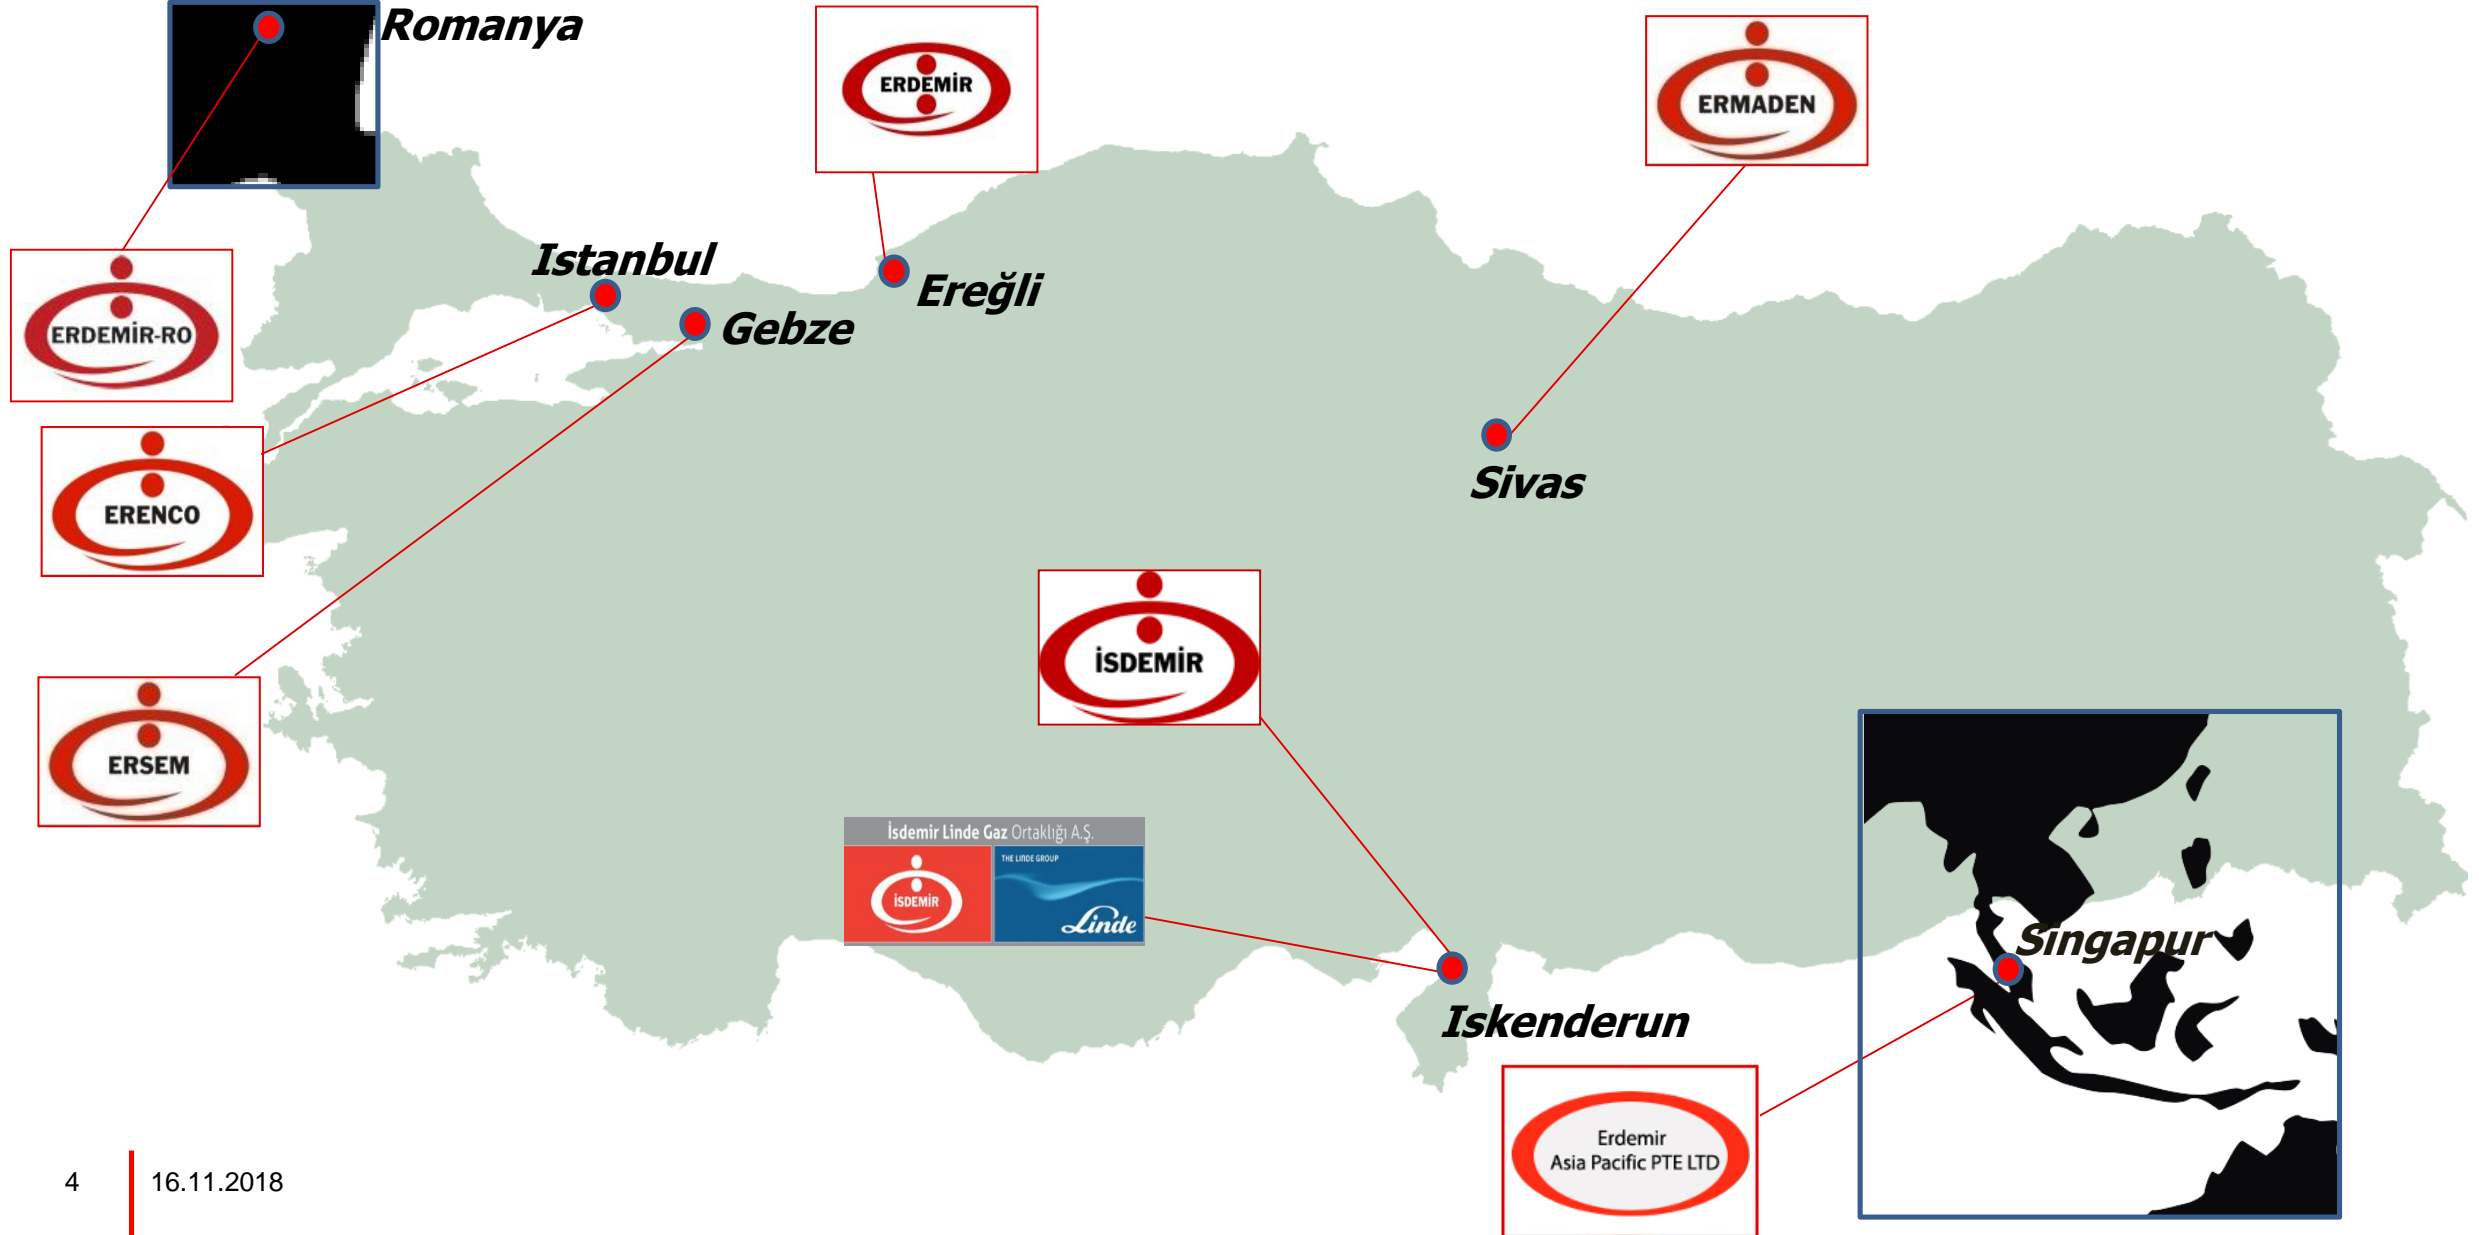 Romanya
ERDEMİR
ERMADEN
Istanbul
Ereğli
ERDEMİR-RO
Gebze
Sivas
ERENCO
İSDEMİR
ERSEM
İsdemir Linde Gaz Ortaklığı A.Ş.
THE LINDE GROUP
İSDEMİR
Linde
Singapur
Iskenderun
Erdemir
Asia Pacific PTE LTD
4
16.11.2018